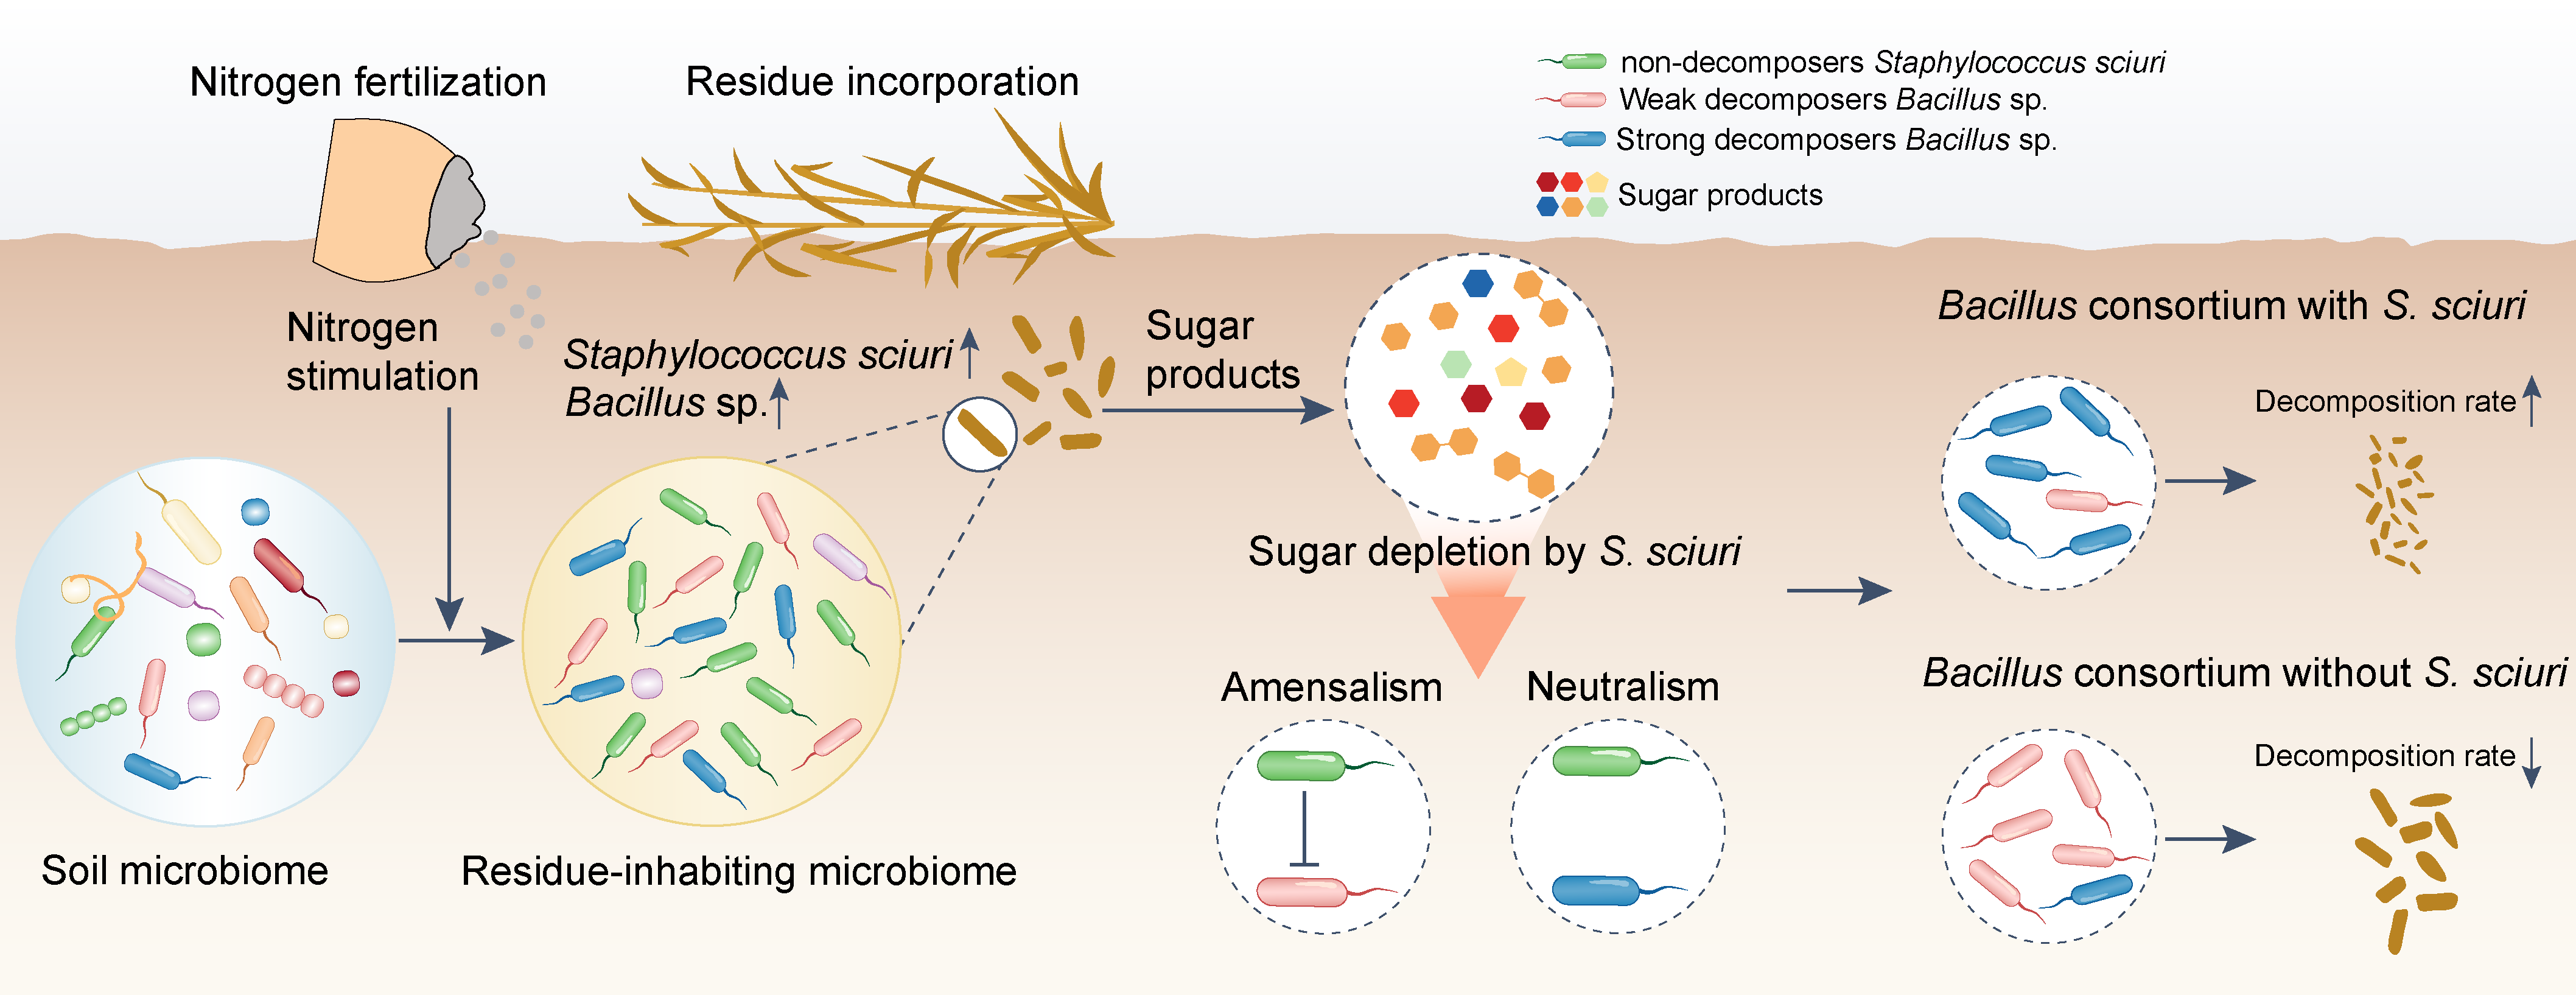 Nitrogen fertilization
Residue incorporation
non-decomposers Staphylococcus sciuri
Weak decomposers Bacillus sp.
Strong decomposers Bacillus sp.
Sugar products
Nitrogen
stimulation
Staphylococcus sciuri
Bacillus sp.
Sugar
products
Sugar depletion by S. sciuri
Amensalism
Neutralism
Bacillus consortium with S. sciuri
Decomposition rate
Bacillus consortium without S. sciuri
Decomposition rate
Soil microbiome
Residue-inhabiting microbiome